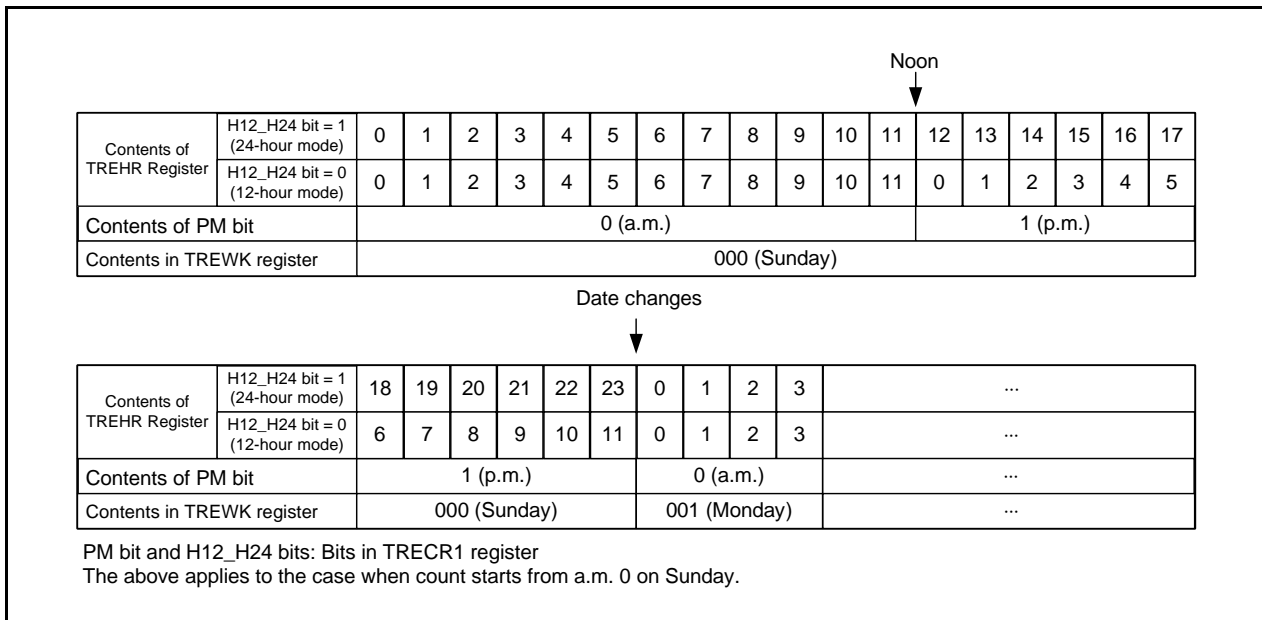 Noon
Contents of TREHR Register
H12_H24 bit = 1 (24-hour mode) 0 1 2 3 4 5 6 7 8 9 10 11 12 13 14 15 16 17
H12_H24 bit = 0 (12-hour mode) 0 1 2 3 4 5 6 7 8 9 10 11 0 1 2 3 4 5
Contents of PM bit 0 (a.m.) 1 (p.m.)
Contents in TREWK register 000 (Sunday)
Date changes
Contents of TREHR Register
H12_H24 bit = 1 (24-hour mode) 18 19 20 21 22 23 0 1 2 3 ...
H12_H24 bit = 0 (12-hour mode) 6 7 8 9 10 11 0 1 2 3 ...
Contents of PM bit 1 (p.m.) 0 (a.m.) ...
Contents in TREWK register 000 (Sunday) 001 (Monday) ...
PM bit and H12_H24 bits: Bits in TRECR1 register
The above applies to the case when count starts from a.m. 0 on Sunday.